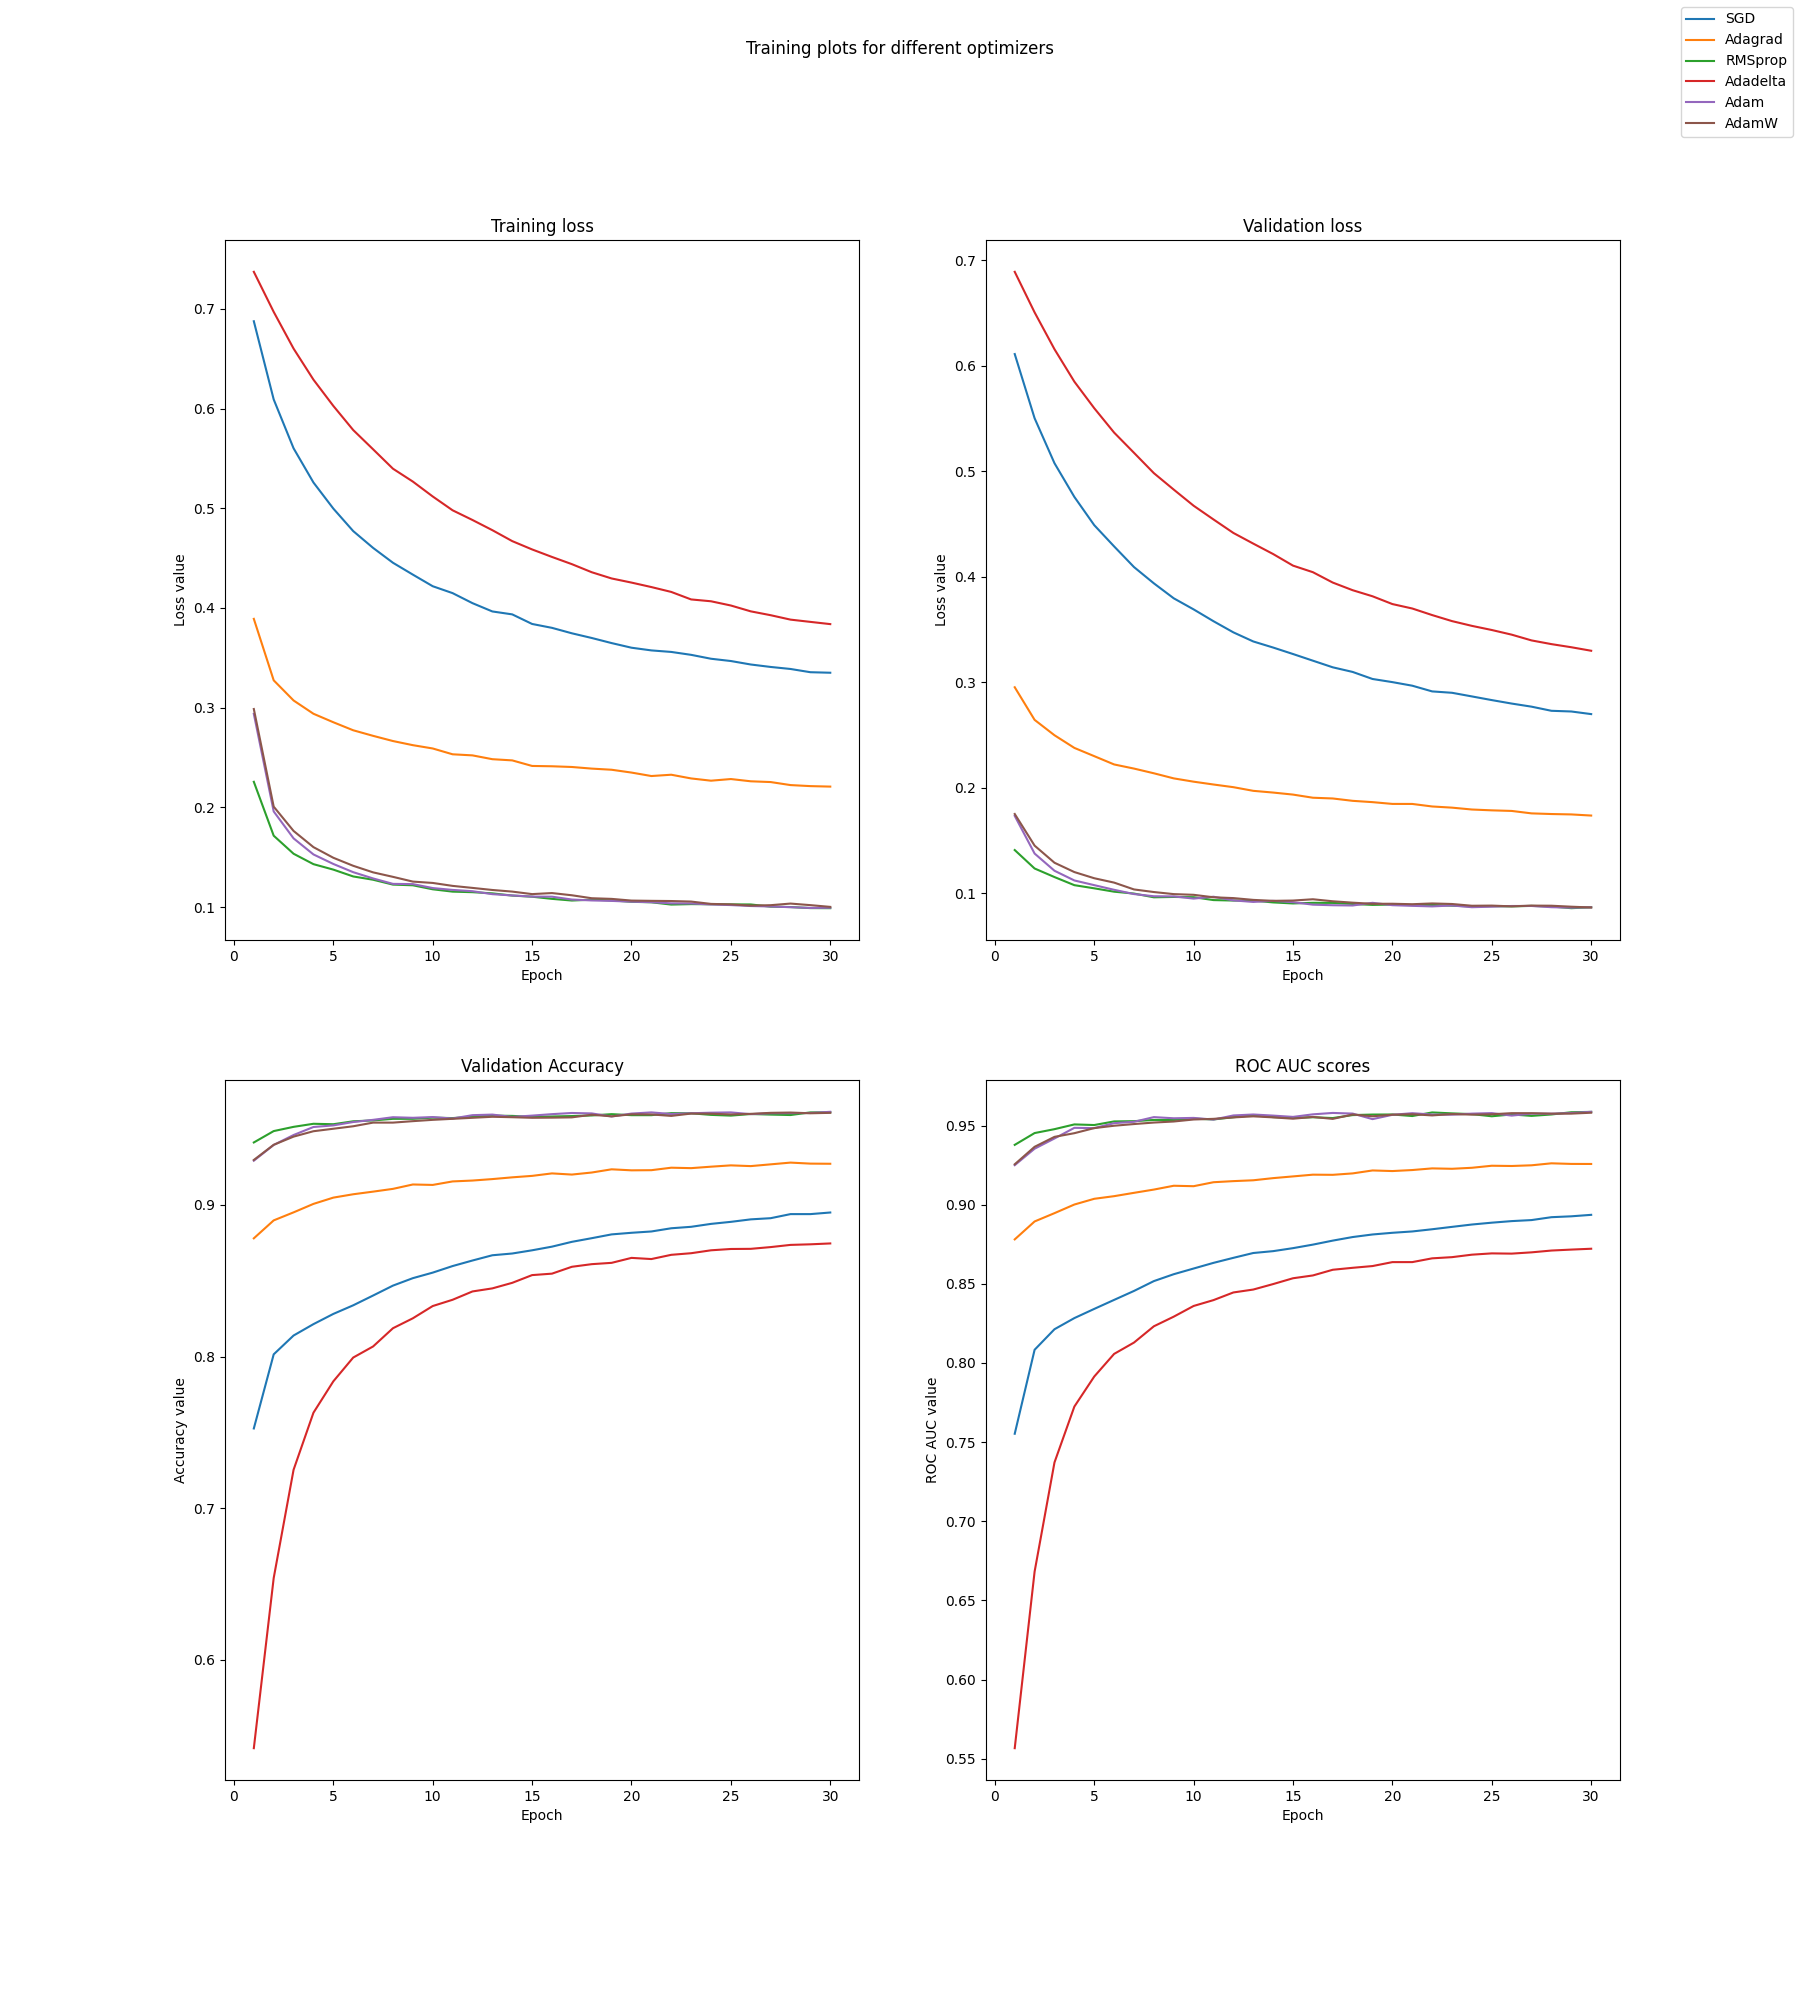 SGD
Adagrad
RMSprop
Adadelta
Adam
AdamW
Training plots for different optimizers
Training loss
Loss value
0.7
0.6
0.5
0.4
0.3
0.2
0.1
0 5 10 15 20 25 30
Epoch
Validation loss
Loss value
0.7
0.6
0.5
0.4
0.3
0.2
0.1
0 5 10 15 20 25 30
Epoch
Validation Accuracy
Accuracy value
0.9
0.8
0.7
0.6
0 5 10 15 20 25 30
Epoch
ROC AUC scores
ROC AUC value
0.95
0.90
0.85
0.80
0.75
0.70
0.65
0.60
0.55
0 5 10 15 20 25 30
Epoch